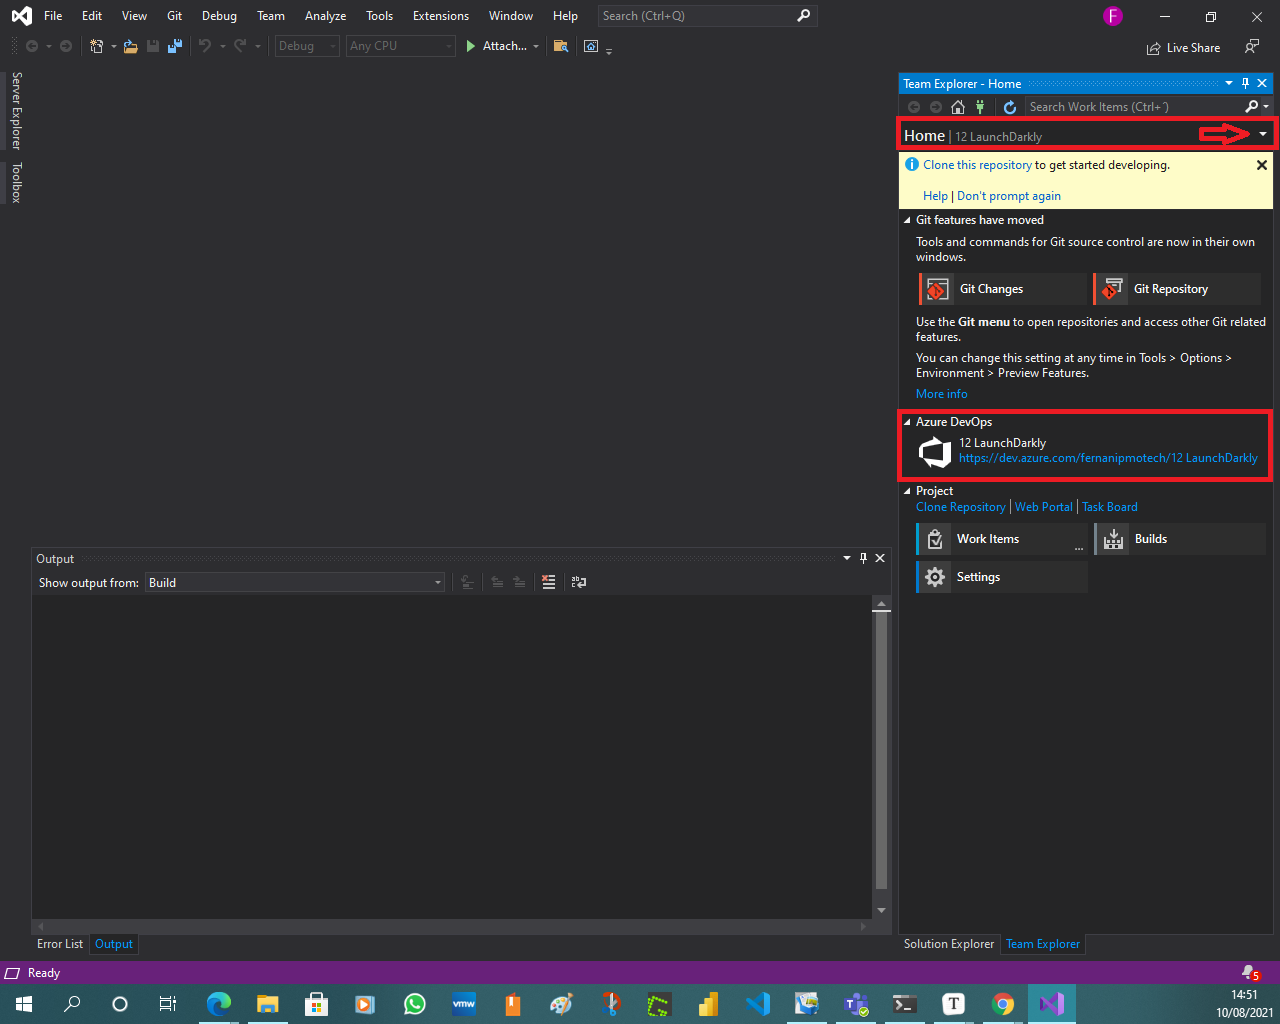 File Edit View Git Debug Team Analyze Tools Extensions Window Help Search (Ctrl+Q) F
Debug Any CPU Attach... Live Share
Server Explorer
Toolbox
Team Explorer - Home
Search Work Items (Ctrl+´)
Home | 12 LaunchDarkly
Clone this repository to get started developing.
Help | Don't prompt again
Git features have moved
Tools and commands for Git source control are now in their own
windows.
Git Changes Git Repository
Use the Git menu to open repositories and access other Git related
features.
You can change this setting at any time in Tools > Options >
Environment > Preview Features.
More info
Azure DevOps
12 LaunchDarkly
https://dev.azure.com/fernanipmotech/12 LaunchDarkly
Project
Clone Repository | Web Portal | Task Board
Work Items ... Builds
Settings
Output
Show output from: Build
Error List Output
Solution Explorer Team Explorer
Ready 5
vmw T
14:51
10/08/2021